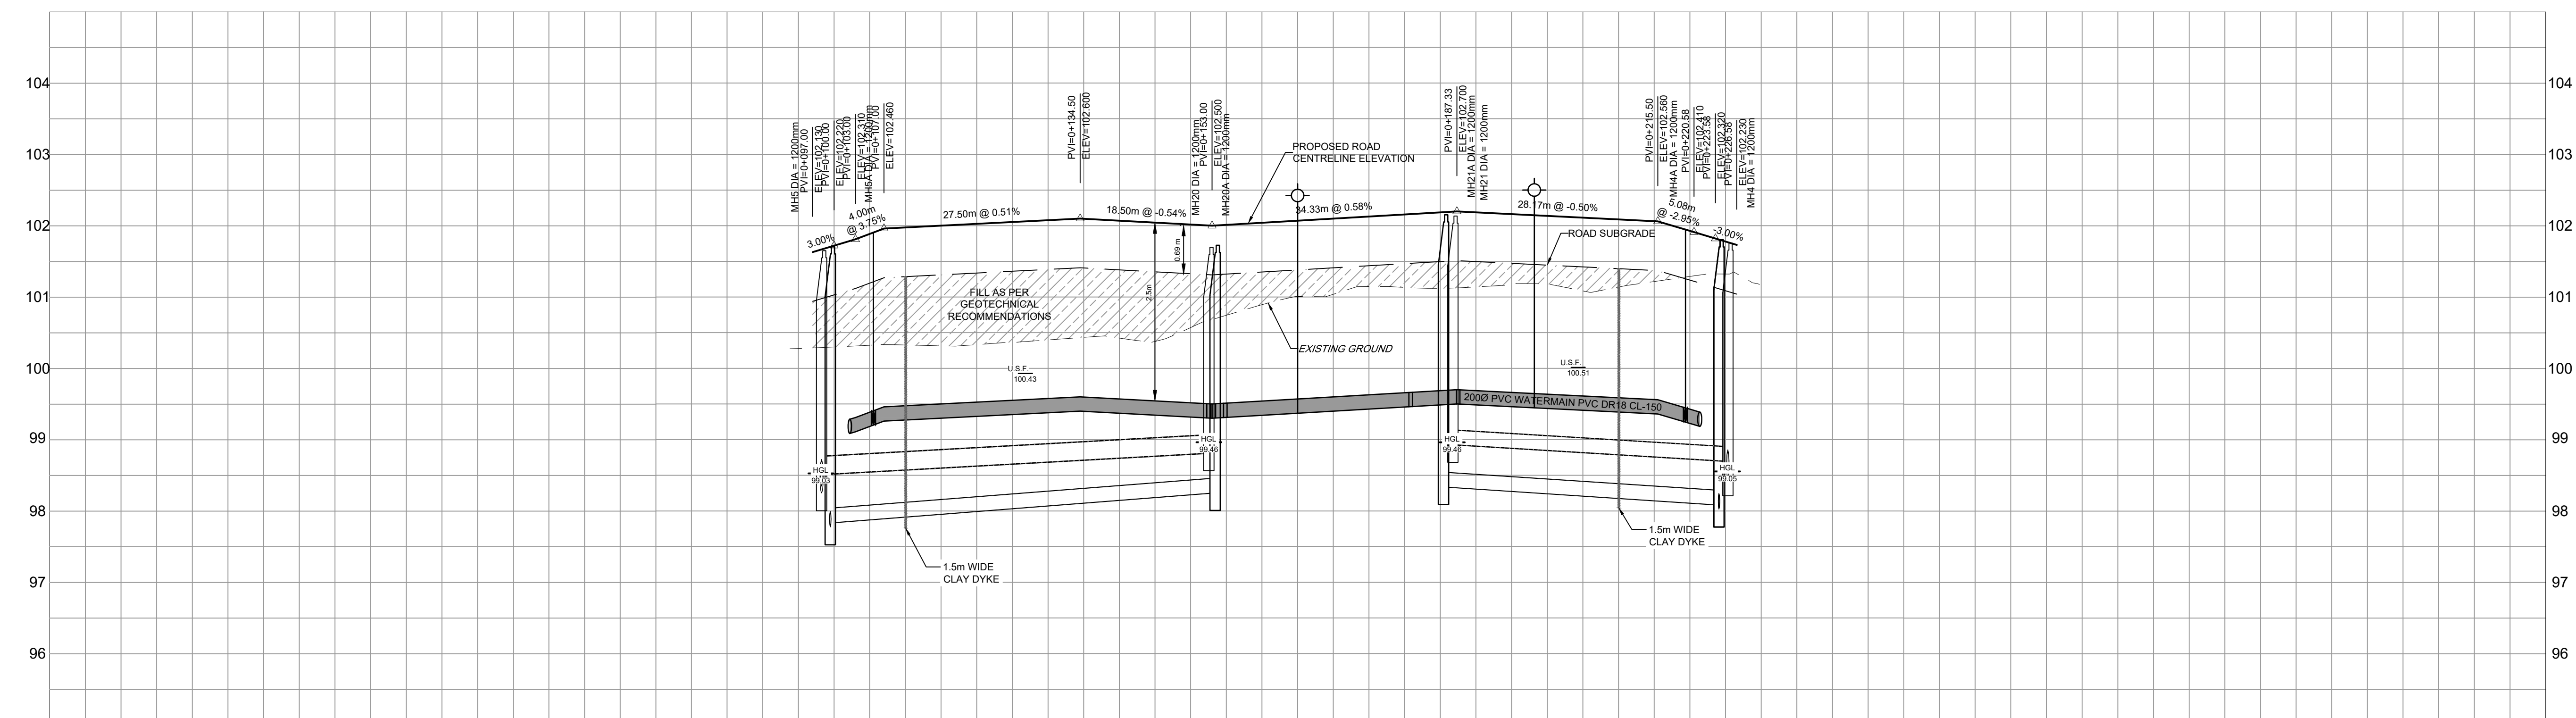 104
103
102
101
100
99
98
97
96
104
103
102
101
100
99
98
97
96
MH5 DIA = 1200mm
PVI=0+097.00
ELEV=102.130
PVI=0+100.00
ELEV=102.220
PVI=0+103.00
ELEV=102.310
MH5A DIA = 1200mm
PVI=0+107.00
ELEV=102.460
PVI=0+134.50
ELEV=102.600
MH20 DIA = 1200mm
PVI=0+153.00
ELEV=102.500
MH20A DIA = 1200mm
PROPOSED ROAD
CENTRELINE ELEVATION
PVI=0+187.33
ELEV=102.700
MH21A DIA = 1200mm
MH21 DIA = 1200mm
PVI=0+215.50
ELEV=102.560
MH4A DIA = 1200mm
PVI=0+220.58
ELEV=102.410
PVI=0+223.58
ELEV=102.320
PVI=0+226.58
ELEV=102.230
MH4 DIA = 1200mm
3.00%
4.00m
@ 3.75%
27.50m @ 0.51%
18.50m @ -0.54%
34.33m @ 0.58%
28.17m @ -0.50%
5.08m
@ -2.95%
-3.00%
0.69 m
2.5m
ROAD SUBGRADE
FILL AS PER
GEOTECHNICAL
RECOMMENDATIONS
EXISTING GROUND
U.S.F.
100.43
U.S.F.
100.51
200Ø PVC WATERMAIN PVC DR18 CL-150
HGL
99.03
HGL
99.46
HGL
99.46
HGL
99.05
1.5m WIDE
CLAY DYKE
1.5m WIDE
CLAY DYKE